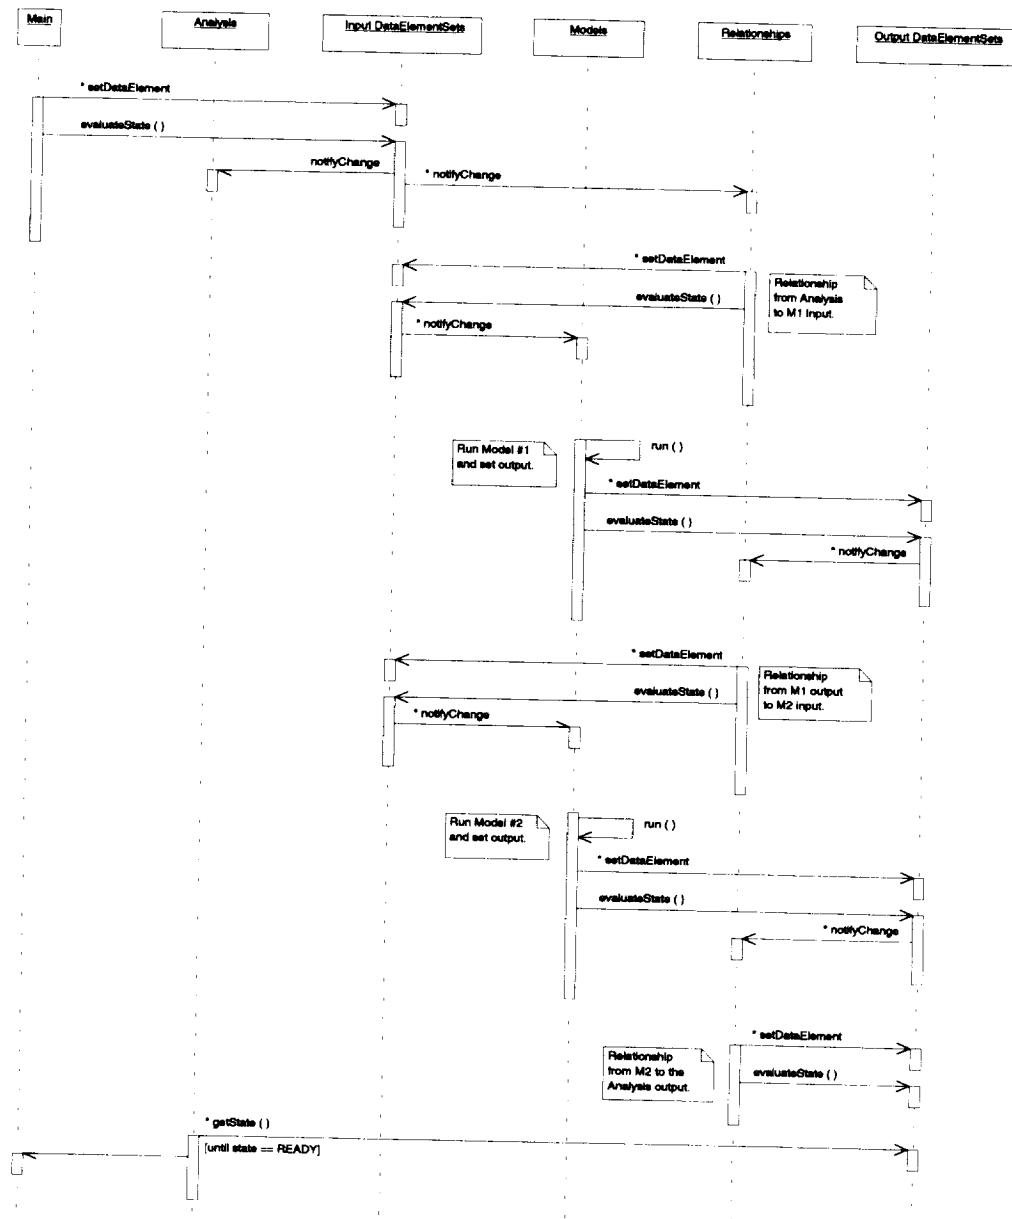 Main
Analysis
Input DataElementSets
Models
Relationships
Output DataElementSets
* setDataElement
evaluateState ( )
notifyChange
* notifyChange
* setDataElement
Relationship
from Analysis
to M1 Input.
evaluateState ( )
* notifyChange
Run Model #1
and set output.
run ( )
* setDataElement
evaluateState ( )
* notifyChange
* setDataElement
Relationship
from M1 output
to M2 input.
evaluateState ( )
* notifyChange
Run Model #2
and set output.
run ( )
* setDataElement
evaluateState ( )
* notifyChange
* setDataElement
Relationship
from M2 to the
Analysis output.
evaluateState ( )
* getState ( )
[until state == READY]